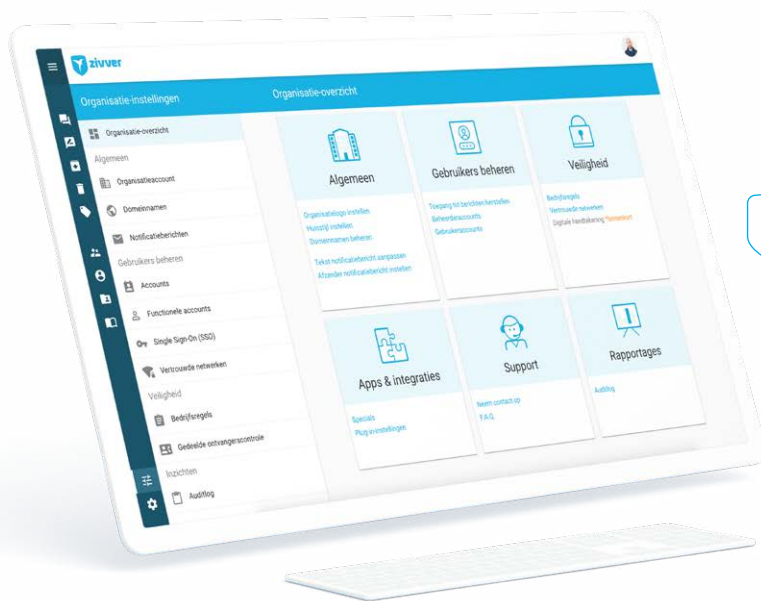 zivver
Organisatie-instellingen
Organisatie-overzicht
Organisatie-overzicht
Algemeen
Organisatieaccount
Domeinnamen
Notificatieberichten
Gebruikers beheren
Accounts
Functionele accounts
Single Sign-On (SSO)
Vertrouwde netwerken
Veiligheid
Bedrijfsregels
Gedeelde ontvangerscontrole
Inzichten
Auditlog
Algemeen
Organisatielogo instellen
Huisstijl instellen
Domeinnamen beheren
Tekst notificatiebericht aanpassen
Afzender notificatiebericht instellen
Gebruikers beheren
Toegang tot berichten herstellen
Beheerdersaccounts
Gebruikersaccounts
Veiligheid
Bedrijfsregels
Vertrouwde netwerken
Digitale handtekening
Apps & integraties
Specials
Plug-in-instellingen
Support
Neem contact op
F.A.Q.
Rapportages
Auditlog